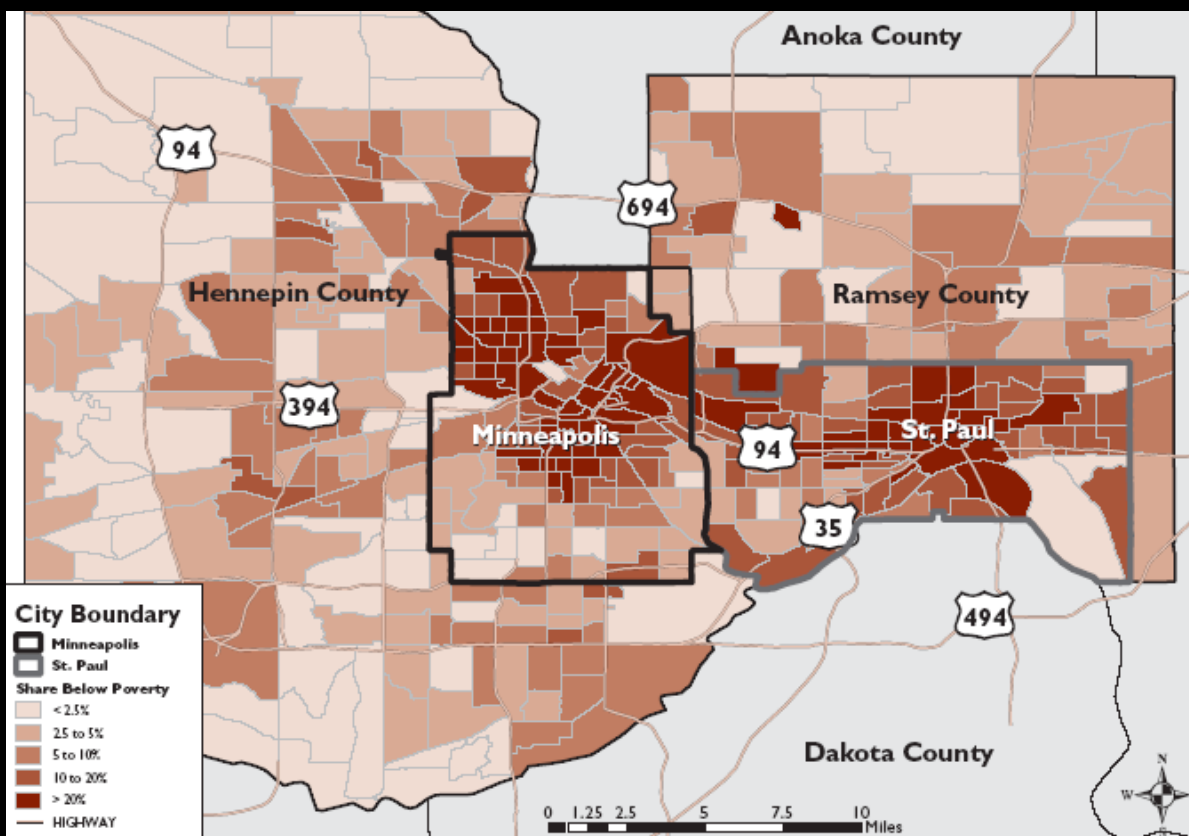 Anoka County
94
694
Hennepin County
Ramsey County
394
Minneapolis
St. Paul
94
35
494
City Boundary
Minneapolis
St. Paul
Share Below Poverty
< 2.5%
2.5 to 5%
5 to 10%
10 to 20%
> 20%
HIGHWAY
Dakota County
0 1.25 2.5 5 7.5 10
Miles
N
W
S